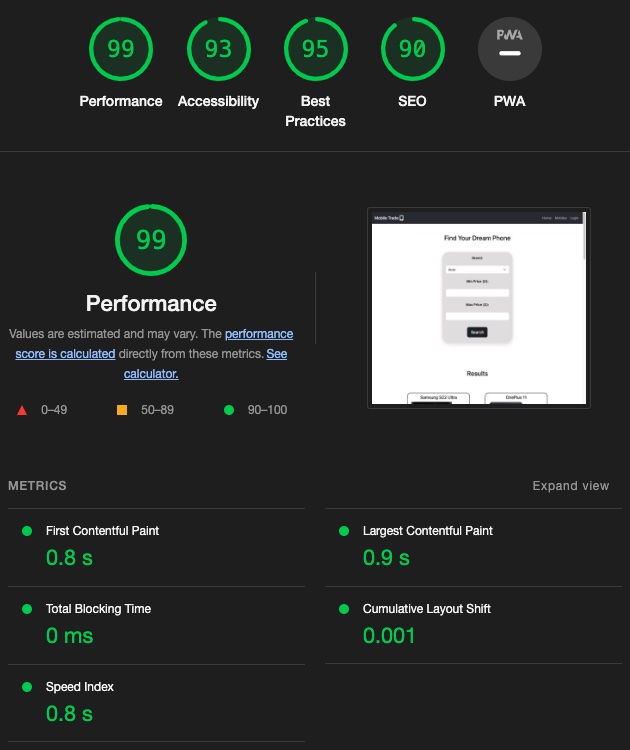 99
93
95
90
PWA
Performance
Accessibility
Best
Practices
SEO
PWA
99
Performance
Values are estimated and may vary. The performance
score is calculated directly from these metrics. See
calculator.
0–49
50–89
90–100
Mobile Trade
Home Mobiles Login
Find Your Dream Phone
Brand
Min Price (£):
Max Price (£):
Search
Results
Samsung S22 Ultra
OnePlus 11
METRICS
Expand view
First Contentful Paint
0.8 s
Largest Contentful Paint
0.9 s
Total Blocking Time
0 ms
Cumulative Layout Shift
0.001
Speed Index
0.8 s